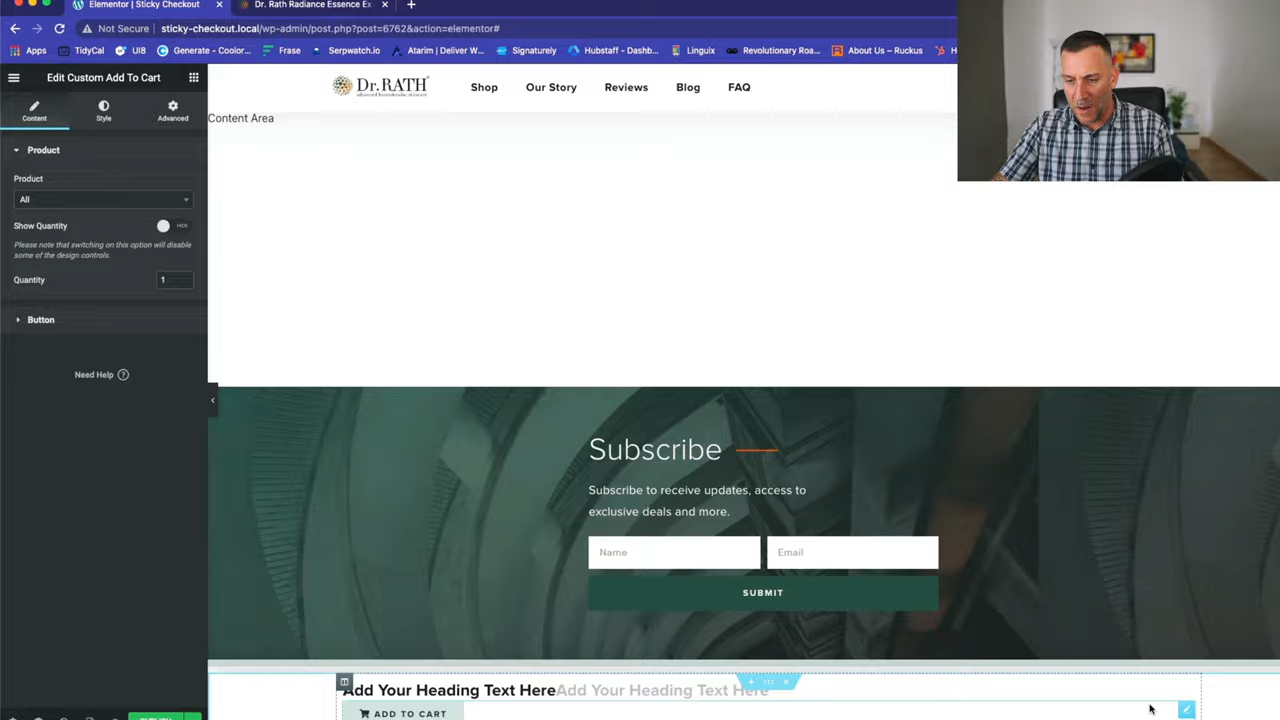 Elementor | Sticky Checkout
Dr. Rath Radiance Essence Ex
Not Secure | sticky-checkout.local/wp-admin/post.php?post=6762&action=elementor#
Apps TidyCal UI8 Generate - Color... Frase Serpwatch.io Atarim | Deliver W... Signaturely Hubstaff - Dashb... Linguix Revolutionary Roa... About Us – Ruckus H
Edit Custom Add To Cart
Content Style Advanced
Product
Product
All
Show Quantity HIDE
Please note that switching on this option will disable
some of the design controls.
Quantity 1
Button
Need Help ?
Dr.RATH
Shop Our Story Reviews Blog FAQ
Content Area
Subscribe
Subscribe to receive updates, access to
exclusive deals and more.
Name Email
SUBMIT
Add Your Heading Text HereAdd Your Heading Text Here
ADD TO CART